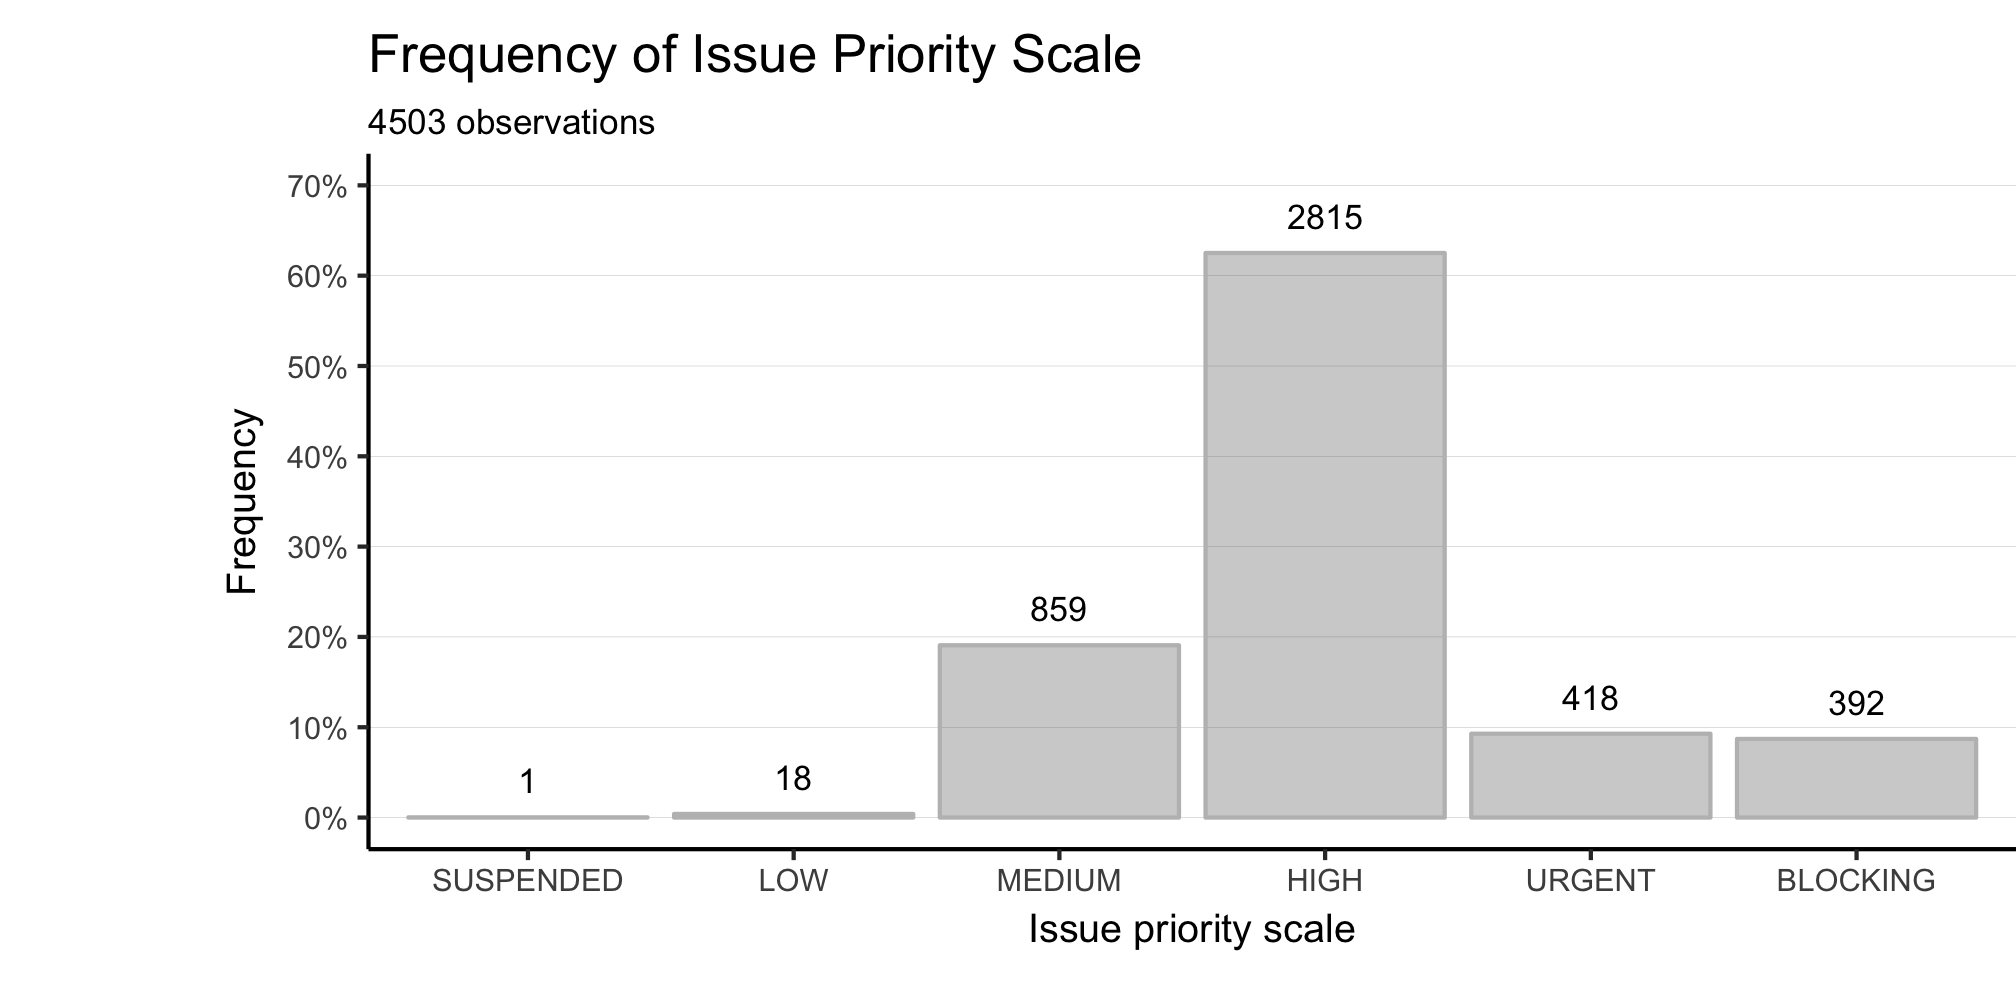 Frequency of Issue Priority Scale
4503 observations
70%
60%
50%
40%
30%
20%
10%
0%
Frequency
1
18
859
2815
418
392
SUSPENDED
LOW
MEDIUM
HIGH
URGENT
BLOCKING
Issue priority scale